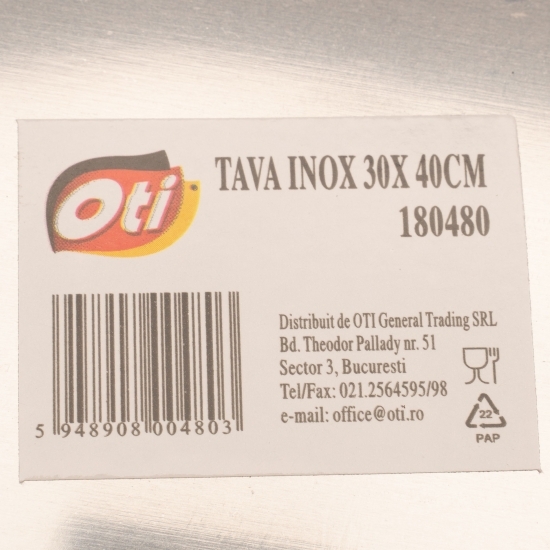 Oti
TAVA INOX 30X 40CM
180480
Distribuit de OTI General Trading SRL
Bd. Theodor Pallady nr. 51
Sector 3, Bucuresti
Tel/Fax: 021.2564595/98
e-mail: office@oti.ro
5 948908 004803
22
PAP